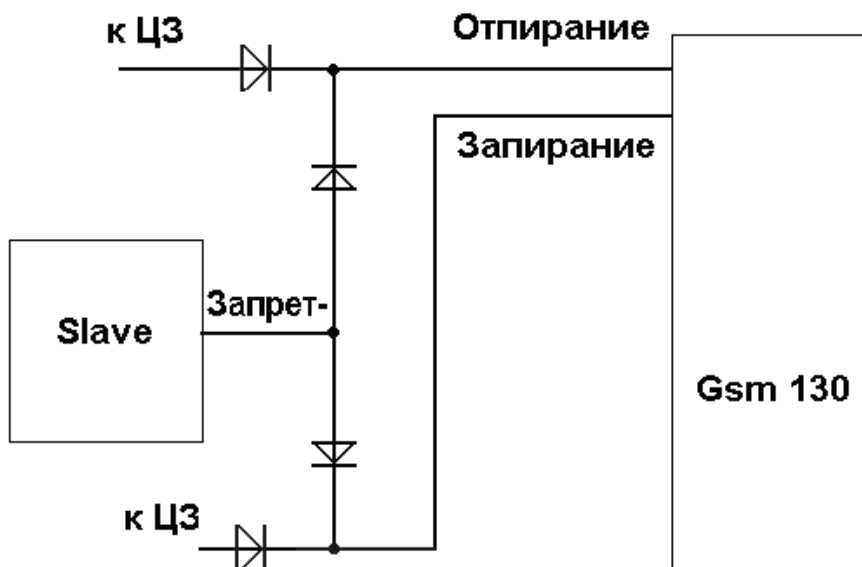 к ЦЗ
Отпирание
Запирание
Запрет-
Slave
Gsm 130
к ЦЗ